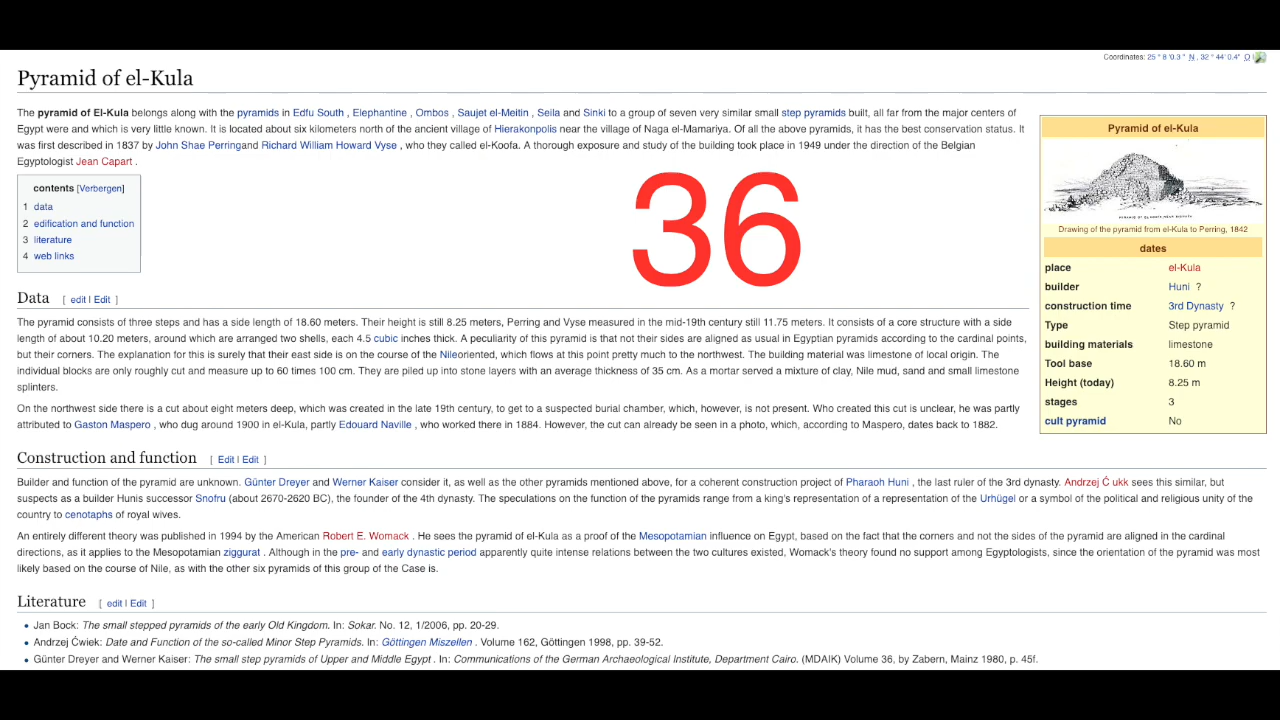 Coordinates: 25 ° 8 '0.3 " N , 32 ° 44' 0.4" O
Pyramid of el-Kula
The pyramid of El-Kula belongs along with the pyramids in Edfu South , Elephantine , Ombos , Saujet el-Meitin , Seila and Sinki to a group of seven very similar small step pyramids built, all far from the major centers of
Egypt were and which is very little known. It is located about six kilometers north of the ancient village of Hierakonpolis near the village of Naga el-Mamariya. Of all the above pyramids, it has the best conservation status. It
was first described in 1837 by John Shae Perringand Richard William Howard Vyse , who they called el-Koofa. A thorough exposure and study of the building took place in 1949 under the direction of the Belgian
Egyptologist Jean Capart .
contents [Verbergen]
1 data
2 edification and function
3 literature
4 web links
36
Pyramid of el-Kula
PYRAMID OF EL-KOOFA NEAR
Drawing of the pyramid from el-Kula to Perring, 1842
dates
place el-Kula
builder Huni ?
construction time 3rd Dynasty ?
Type Step pyramid
building materials limestone
Tool base 18.60 m
Height (today) 8.25 m
stages 3
cult pyramid No
Data [ edit | Edit ]
The pyramid consists of three steps and has a side length of 18.60 meters. Their height is still 8.25 meters, Perring and Vyse measured in the mid-19th century still 11.75 meters. It consists of a core structure with a side
length of about 10.20 meters, around which are arranged two shells, each 4.5 cubic inches thick. A peculiarity of this pyramid is that not their sides are aligned as usual in Egyptian pyramids according to the cardinal points,
but their corners. The explanation for this is surely that their east side is on the course of the Nileoriented, which flows at this point pretty much to the northwest. The building material was limestone of local origin. The
individual blocks are only roughly cut and measure up to 60 times 100 cm. They are piled up into stone layers with an average thickness of 35 cm. As a mortar served a mixture of clay, Nile mud, sand and small limestone
splinters.
On the northwest side there is a cut about eight meters deep, which was created in the late 19th century, to get to a suspected burial chamber, which, however, is not present. Who created this cut is unclear, he was partly
attributed to Gaston Maspero , who dug around 1900 in el-Kula, partly Edouard Naville , who worked there in 1884. However, the cut can already be seen in a photo, which, according to Maspero, dates back to 1882.
Construction and function [ Edit | Edit ]
Builder and function of the pyramid are unknown. Günter Dreyer and Werner Kaiser consider it, as well as the other pyramids mentioned above, for a coherent construction project of Pharaoh Huni , the last ruler of the 3rd dynasty. Andrzej Ć ukk sees this similar, but
suspects as a builder Hunis successor Snofru (about 2670-2620 BC), the founder of the 4th dynasty. The speculations on the function of the pyramids range from a king's representation of a representation of the Urhügel or a symbol of the political and religious unity of the
country to cenotaphs of royal wives.
An entirely different theory was published in 1994 by the American Robert E. Womack . He sees the pyramid of el-Kula as a proof of the Mesopotamian influence on Egypt, based on the fact that the corners and not the sides of the pyramid are aligned in the cardinal
directions, as it applies to the Mesopotamian ziggurat . Although in the pre- and early dynastic period apparently quite intense relations between the two cultures existed, Womack's theory found no support among Egyptologists, since the orientation of the pyramid was most
likely based on the course of Nile, as with the other six pyramids of this group of the Case is.
Literature [ edit | Edit ]
• Jan Bock: The small stepped pyramids of the early Old Kingdom. In: Sokar. No. 12, 1/2006, pp. 20-29.
• Andrzej Ćwiek: Date and Function of the so-called Minor Step Pyramids. In: Göttingen Miszellen . Volume 162, Göttingen 1998, pp. 39-52.
• Günter Dreyer and Werner Kaiser: The small step pyramids of Upper and Middle Egypt . In: Communications of the German Archaeological Institute, Department Cairo. (MDAIK) Volume 36, by Zabern, Mainz 1980, p. 45f.